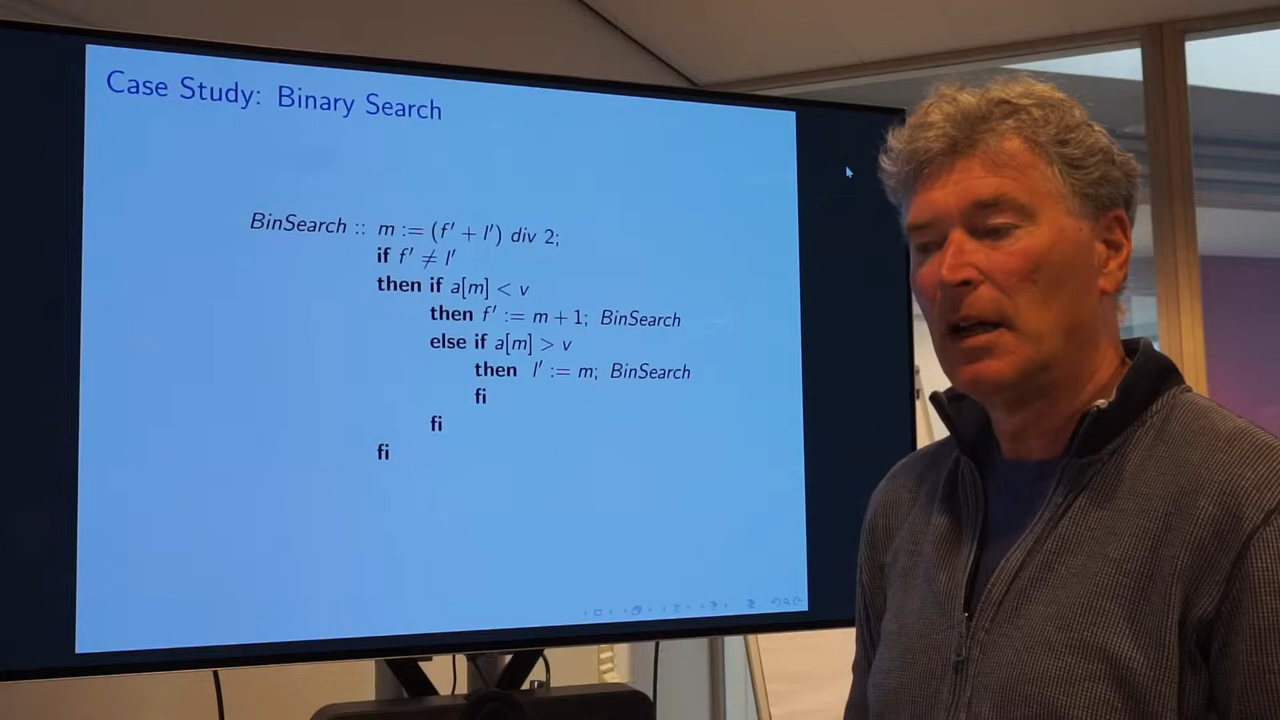 Case Study: Binary Search
BinSearch :: m := (f′ + l′) div 2;
if f′ ≠ l′
then if a[m] < v
then f′ := m + 1; BinSearch
else if a[m] > v
then l′ := m; BinSearch
fi
fi
fi